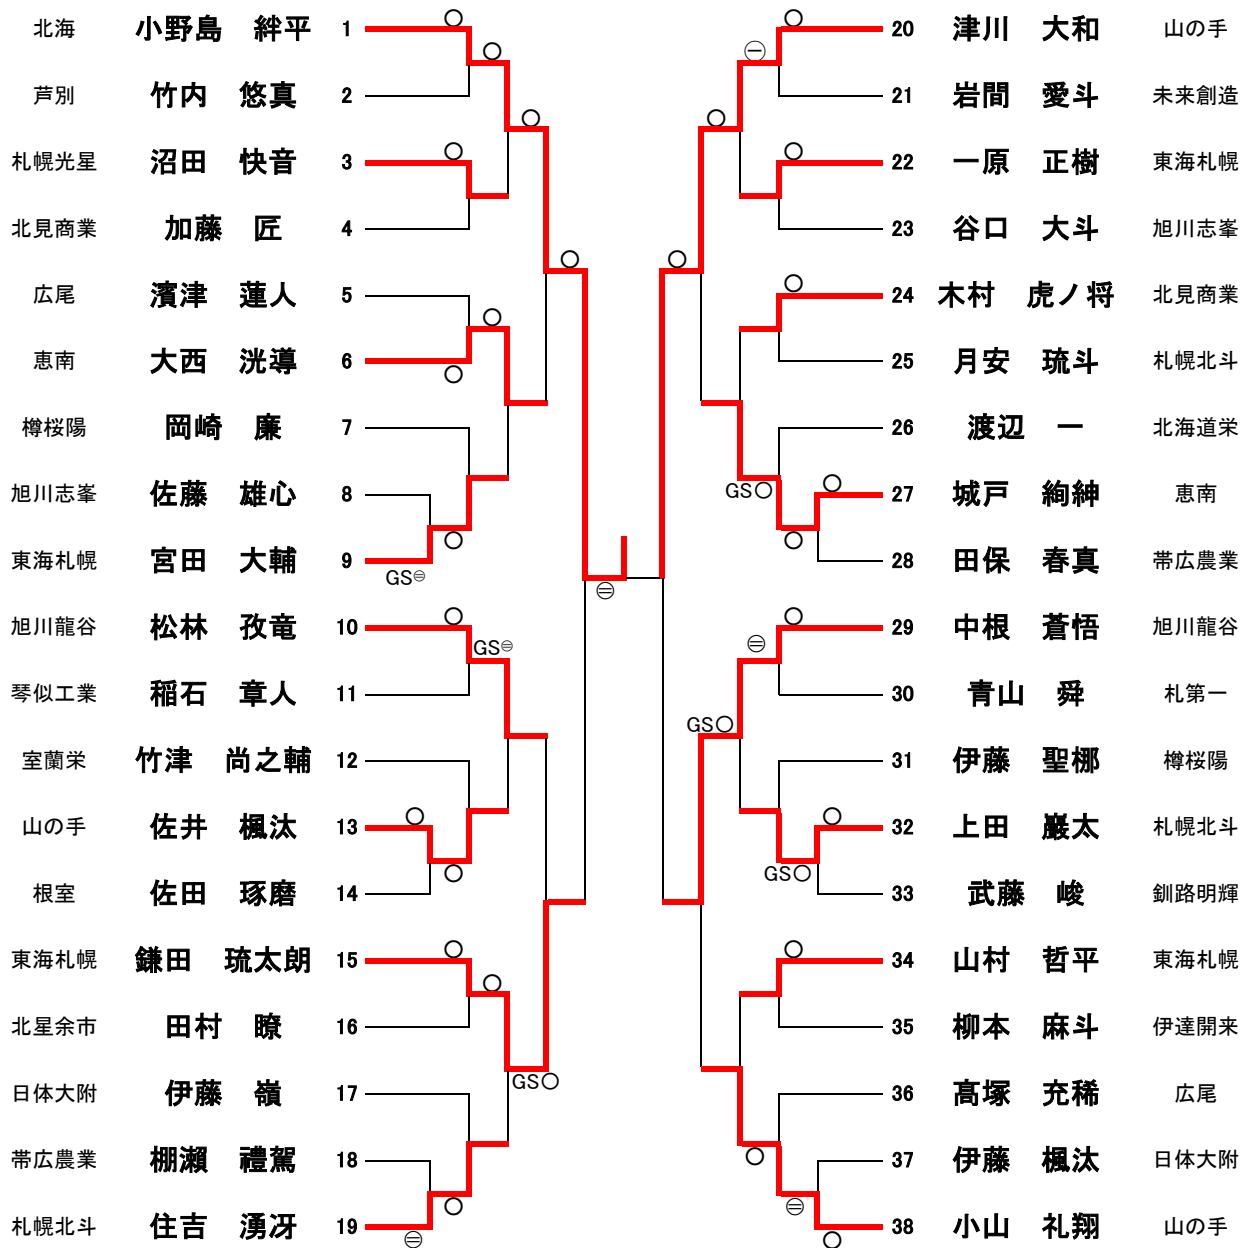 北海 小野島 絆平 1
芦別 竹内 悠真 2
札幌光星 沼田 快音 3
北見商業 加藤 匠 4
広尾 濱津 蓮人 5
恵南 大西 洸導 6
樽桜陽 岡崎 廉 7
旭川志峯 佐藤 雄心 8
東海札幌 宮田 大輔 9
GS㊁
旭川龍谷 松林 孜竜 10
GS㊁
琴似工業 稲石 章人 11
室蘭栄 竹津 尚之輔 12
山の手 佐井 楓汰 13
根室 佐田 琢磨 14
東海札幌 鎌田 琉太朗 15
北星余市 田村 瞭 16
GS〇
日体大附 伊藤 嶺 17
帯広農業 棚瀬 禮駕 18
札幌北斗 住吉 湧冴 19
㊁
㊁
20 津川 大和 山の手
㊀
21 岩間 愛斗 未来創造
22 一原 正樹 東海札幌
23 谷口 大斗 旭川志峯
24 木村 虎ノ将 北見商業
25 月安 琉斗 札幌北斗
26 渡辺 一 北海道栄
GS〇
27 城戸 絢紳 恵南
28 田保 春真 帯広農業
29 中根 蒼悟 旭川龍谷
㊁
30 青山 舜 札第一
GS〇
31 伊藤 聖梛 樽桜陽
32 上田 巖太 札幌北斗
GS〇
33 武藤 峻 釧路明輝
34 山村 哲平 東海札幌
35 柳本 麻斗 伊達開来
36 髙塚 充稀 広尾
37 伊藤 楓汰 日体大附
㊁
38 小山 礼翔 山の手